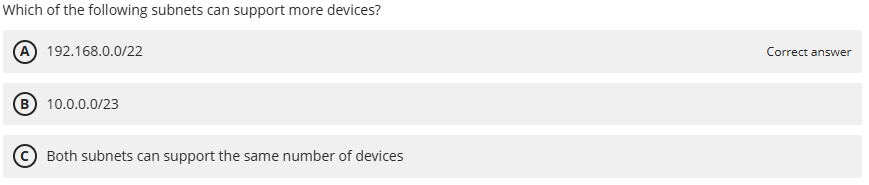 Which of the following subnets can support more devices?
A 192.168.0.0/22 Correct answer
B 10.0.0.0/23
C Both subnets can support the same number of devices